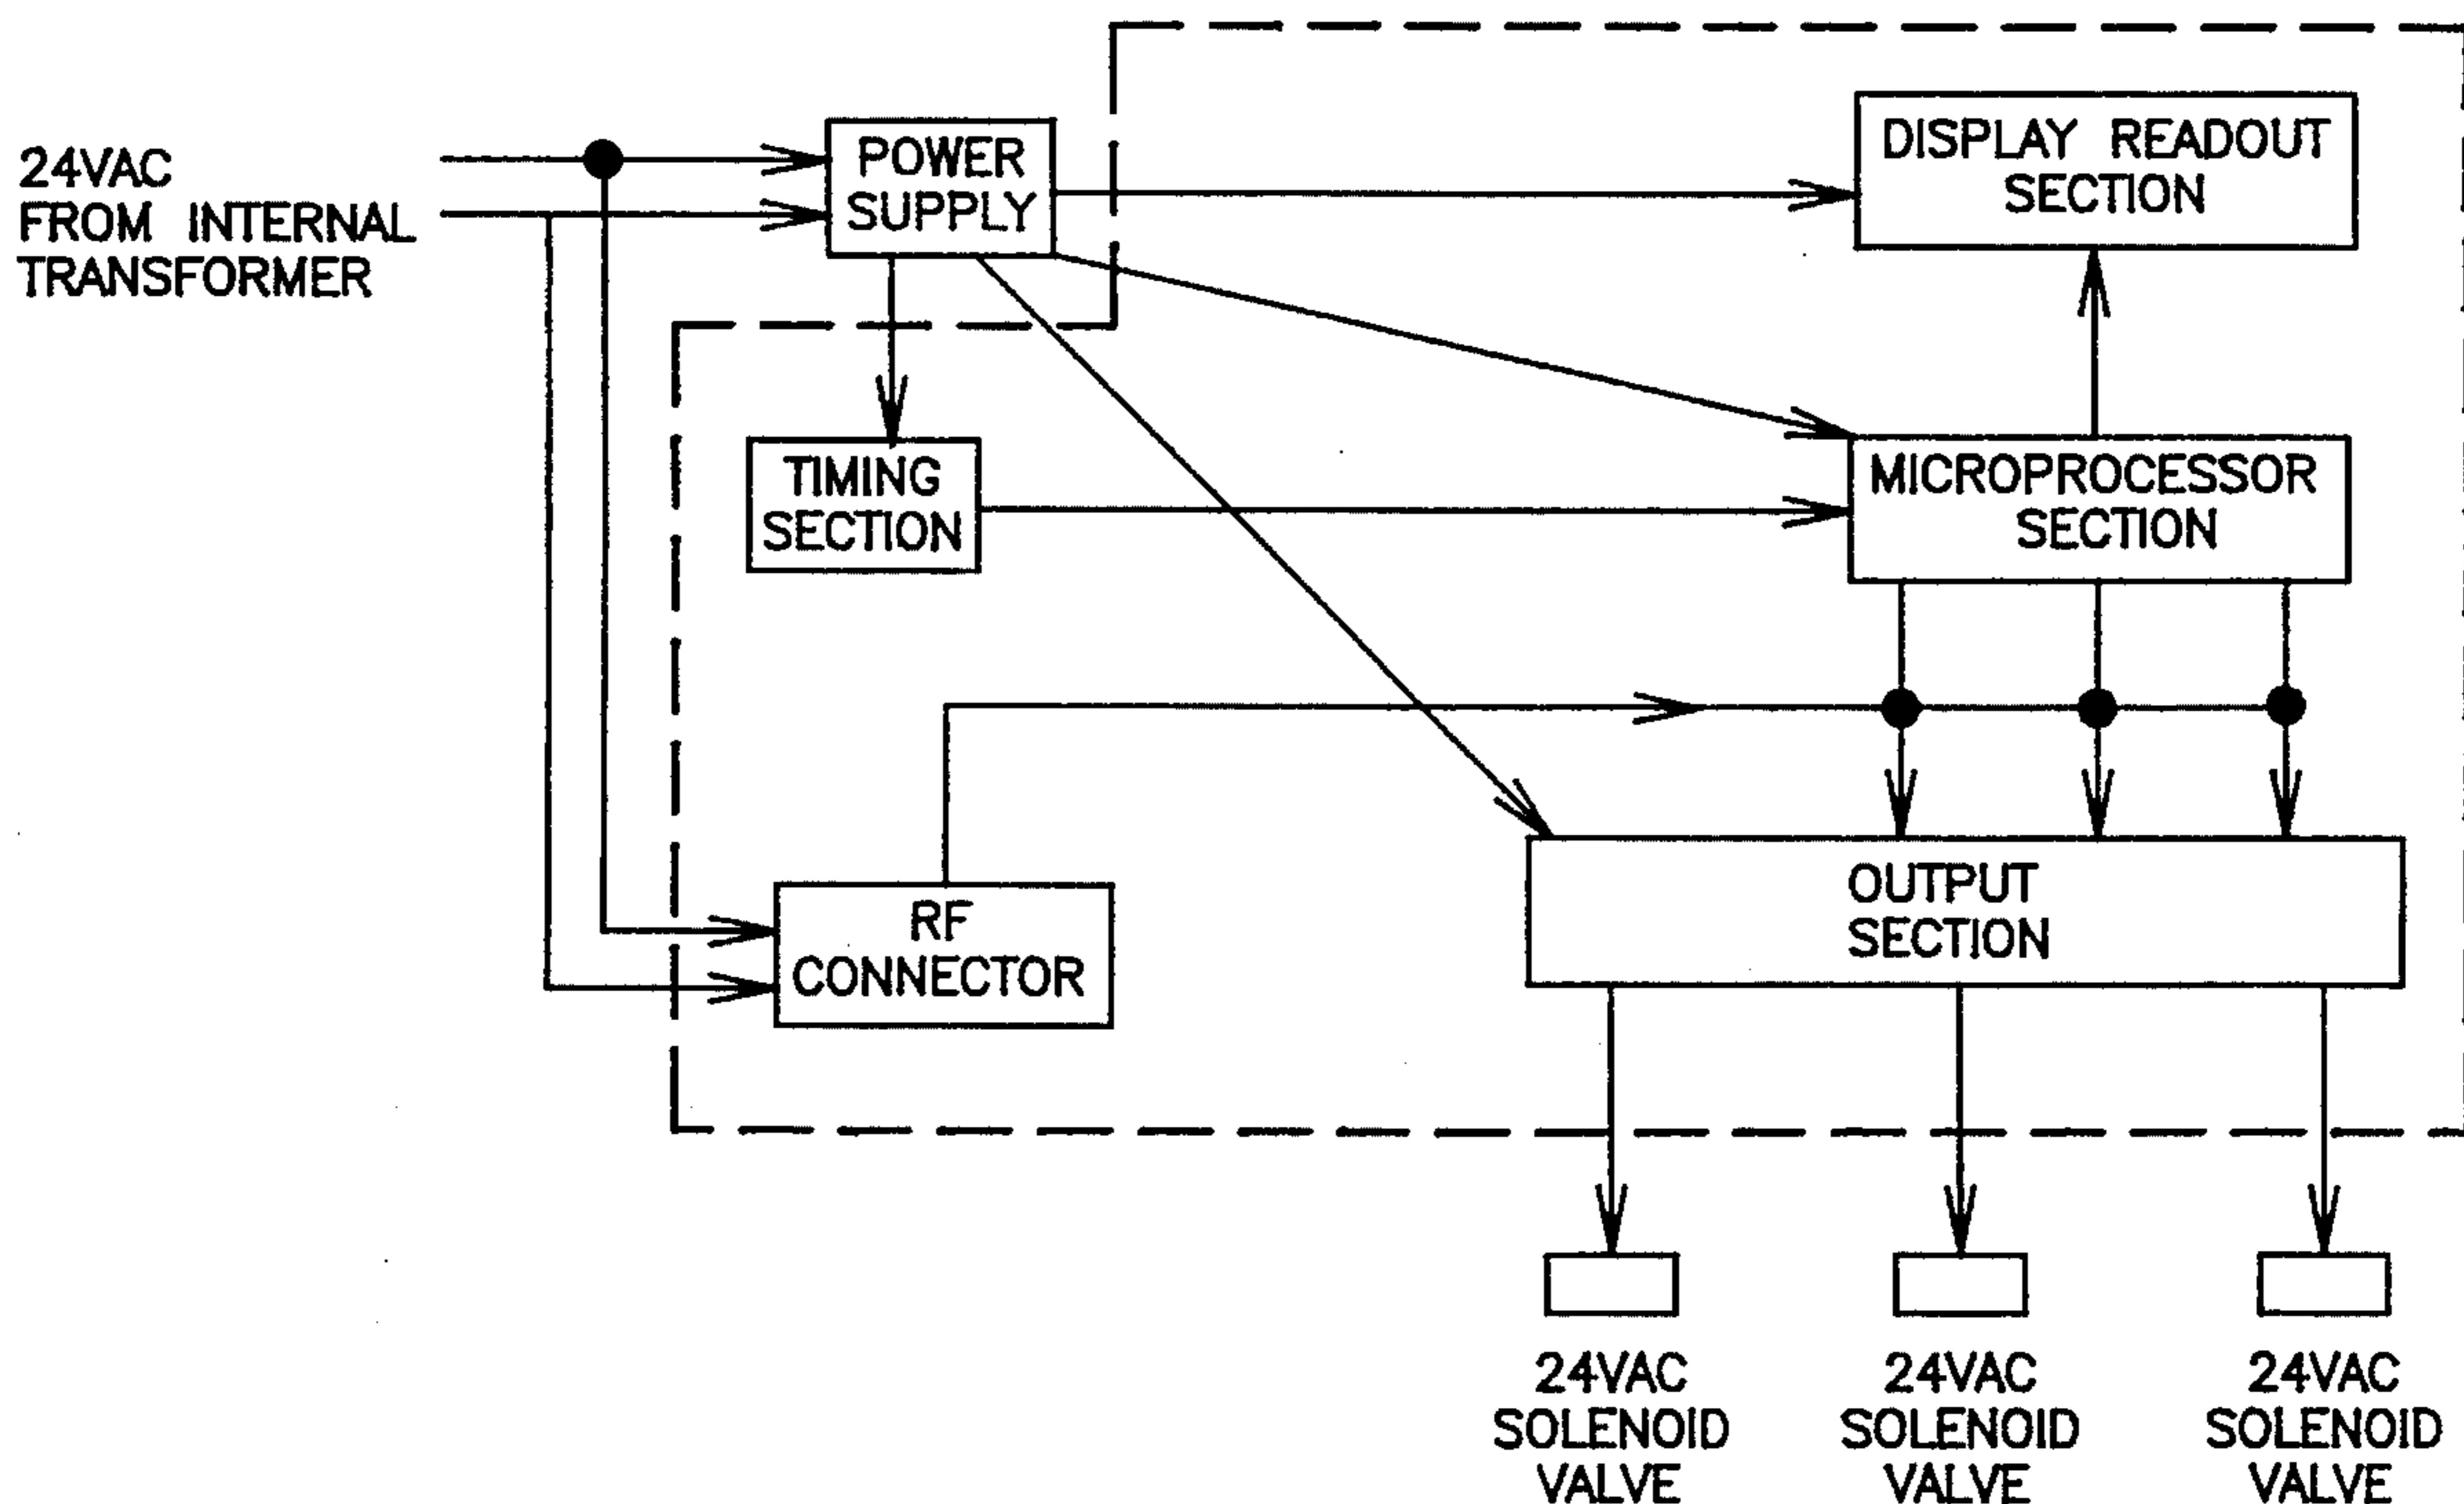 24VAC
FROM INTERNAL
TRANSFORMER
POWER
SUPPLY
DISPLAY READOUT
SECTION
TIMING
SECTION
MICROPROCESSOR
SECTION
RF
CONNECTOR
OUTPUT
SECTION
24VAC
SOLENOID
VALVE
24VAC
SOLENOID
VALVE
24VAC
SOLENOID
VALVE